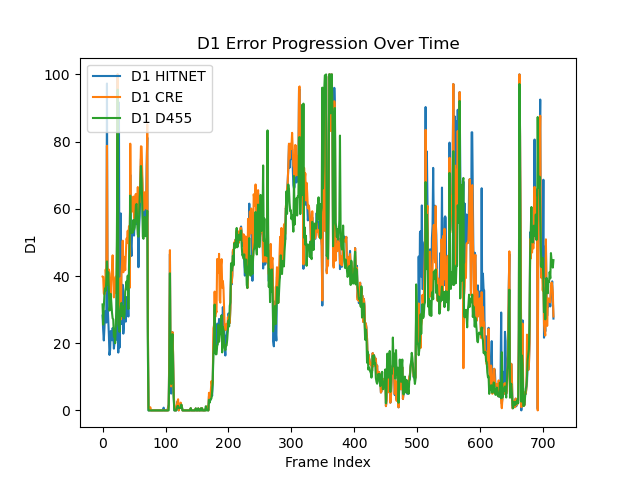 D1 Error Progression Over Time
D1 HITNET
D1 CRE
D1 D455
100
80
60
40
20
0
D1
0 100 200 300 400 500 600 700
Frame Index